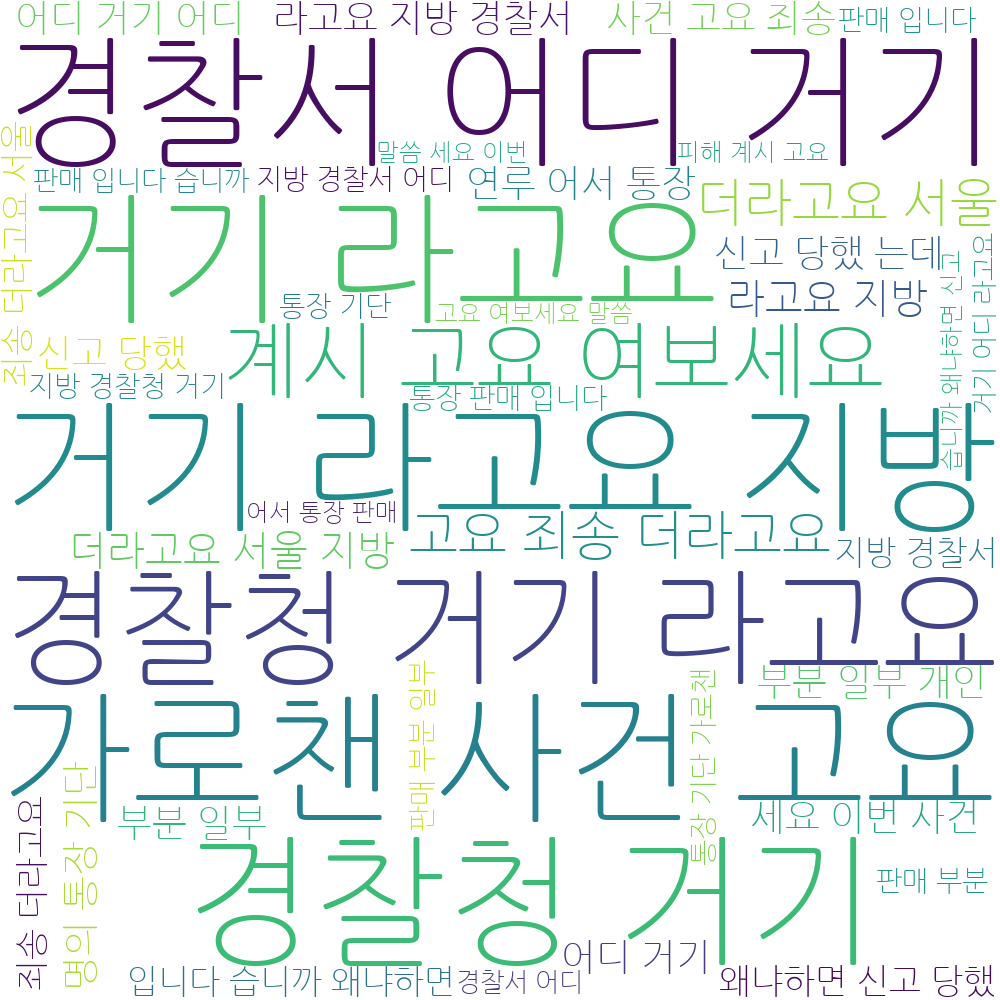 어디 거기 어디
라고요 지방 경찰서
사건 고요 죄송
판매 입니다
경찰서 어디 거기
말씀 세요 이번
피해 계시 고요
판매 입니다 습니까
지방 경찰서 어디
연루 어서 통장
더라고요 서울
죄송 더라고요 서울
거기 라고요
신고 당했 는데
통장 기단
고요 여보세요 말씀
라고요 지방
습니까 왜냐하면 신고
거기 어디 라고요
신고 당했
계시 고요 여보세요
지방 경찰청 거기
통장 판매 입니다
거기 라고요 지방
어서 통장 판매
더라고요 서울 지방
고요 죄송 더라고요
지방 경찰서
경찰청 거기 라고요
판매 부분 일부
통장 기단 가로챈
부분 일부 개인
가로챈 사건 고요
죄송 더라고요
명의 통장 기단
부분 일부
세요 이번 사건
경찰청 거기
판매 부분
어디 거기
입니다 습니까 왜냐하면
경찰서 어디
왜냐하면 신고 당했